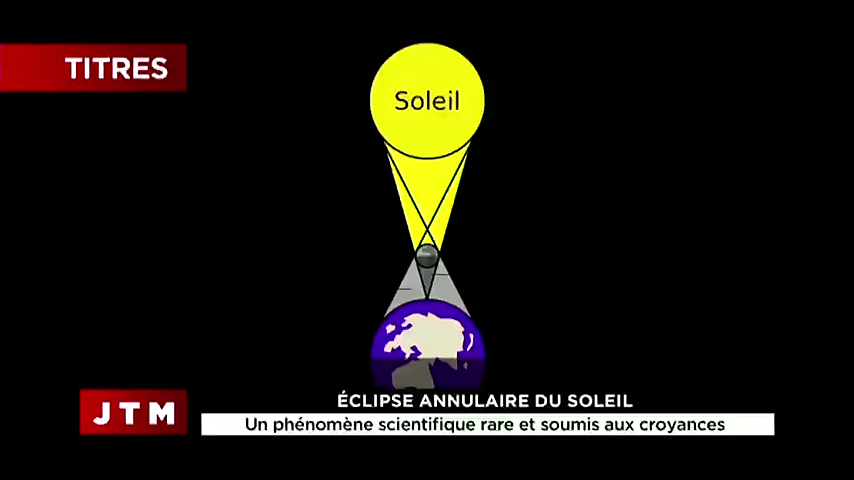 TITRES
Soleil
ÉCLIPSE ANNULAIRE DU SOLEIL
JTM
Un phénomène scientifique rare et soumis aux croyances